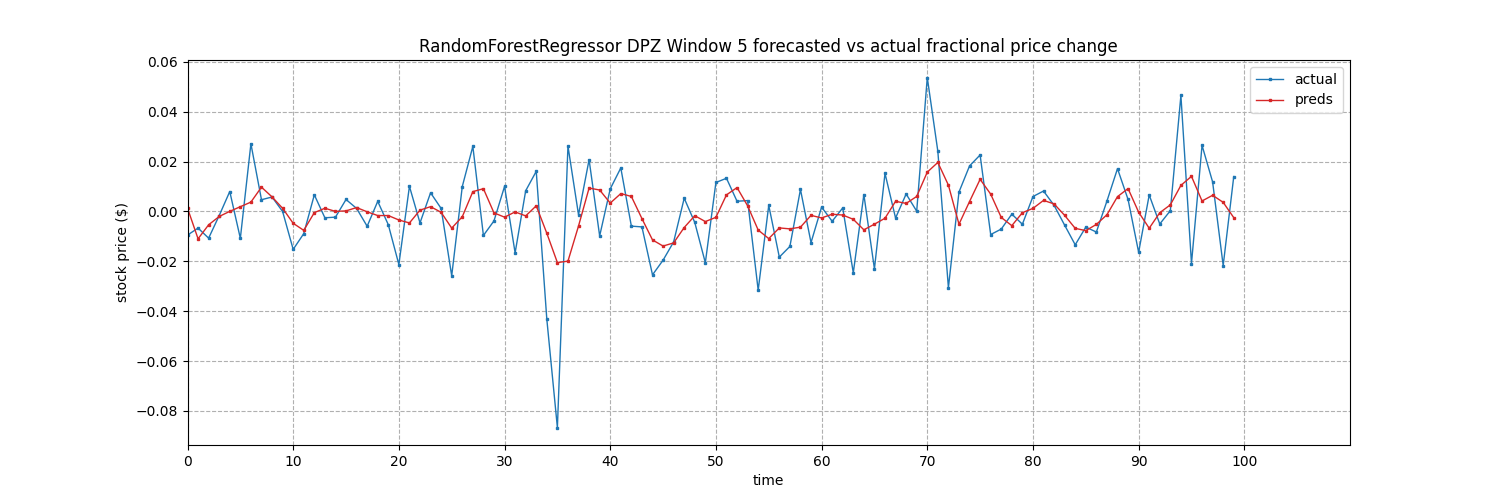 RandomForestRegressor DPZ Window 5 forecasted vs actual fractional price change
0.06
0.04
0.02
0.00
−0.02
−0.04
−0.06
−0.08
stock price ($)
actual
preds
0 10 20 30 40 50 60 70 80 90 100
time